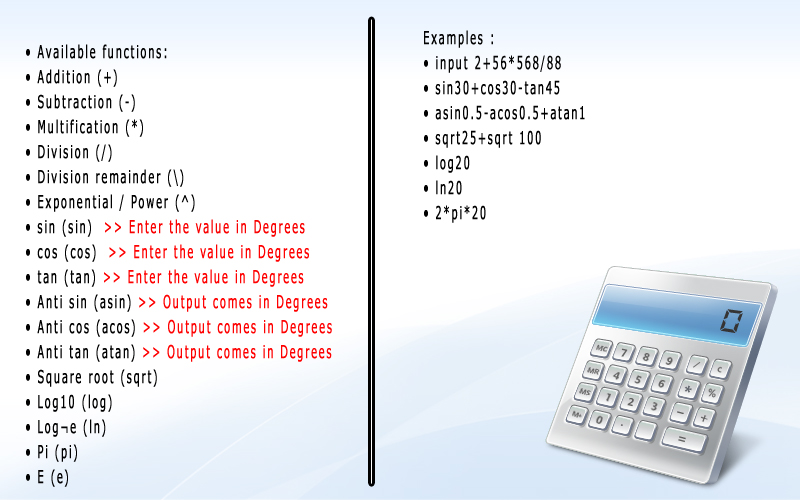 • Available functions:
• Addition (+)
• Subtraction (-)
• Multification (*)
• Division (/)
• Division remainder (\)
• Exponential / Power (^)
• sin (sin) >> Enter the value in Degrees
• cos (cos) >> Enter the value in Degrees
• tan (tan) >> Enter the value in Degrees
• Anti sin (asin) >> Output comes in Degrees
• Anti cos (acos) >> Output comes in Degrees
• Anti tan (atan) >> Output comes in Degrees
• Square root (sqrt)
• Log10 (log)
• Log¬e (ln)
• Pi (pi)
• E (e)
Examples :
• input 2+56*568/88
• sin30+cos30-tan45
• asin0.5-acos0.5+atan1
• sqrt25+sqrt 100
• log20
• ln20
• 2*pi*20
0
MC 7 8 9 / c
MR 4 5 6 * %
MS 1 2 3 - +
M+ 0 . =